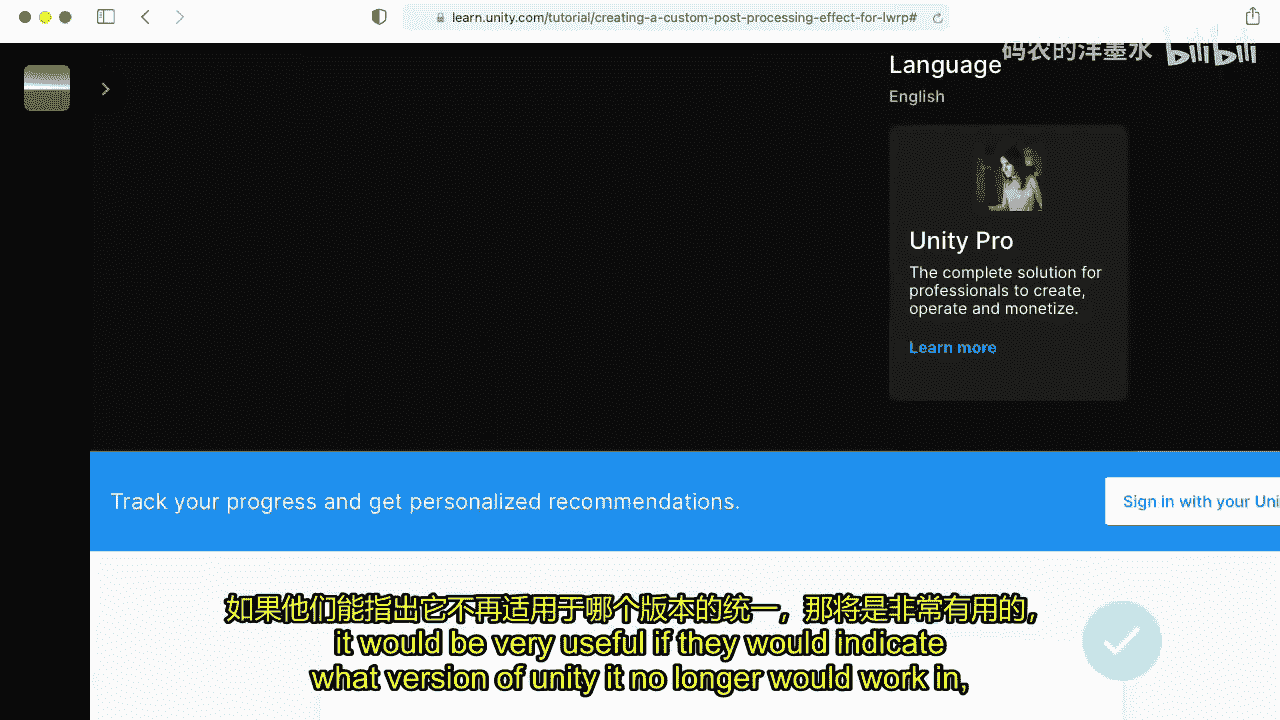 learn.unity.com/tutorial/creating-a-custom-post-processing-effect-for-lwrp#
码农的洋墨水 bilibili
Language
English
Unity Pro
The complete solution for
professionals to create,
operate and monetize.
Learn more
Track your progress and get personalized recommendations.
Sign in with your Uni
如果他们能指出它不再适用于哪个版本的统一，那将是非常有用的，
it would be very useful if they would indicate
what version of unity it no longer would work in,